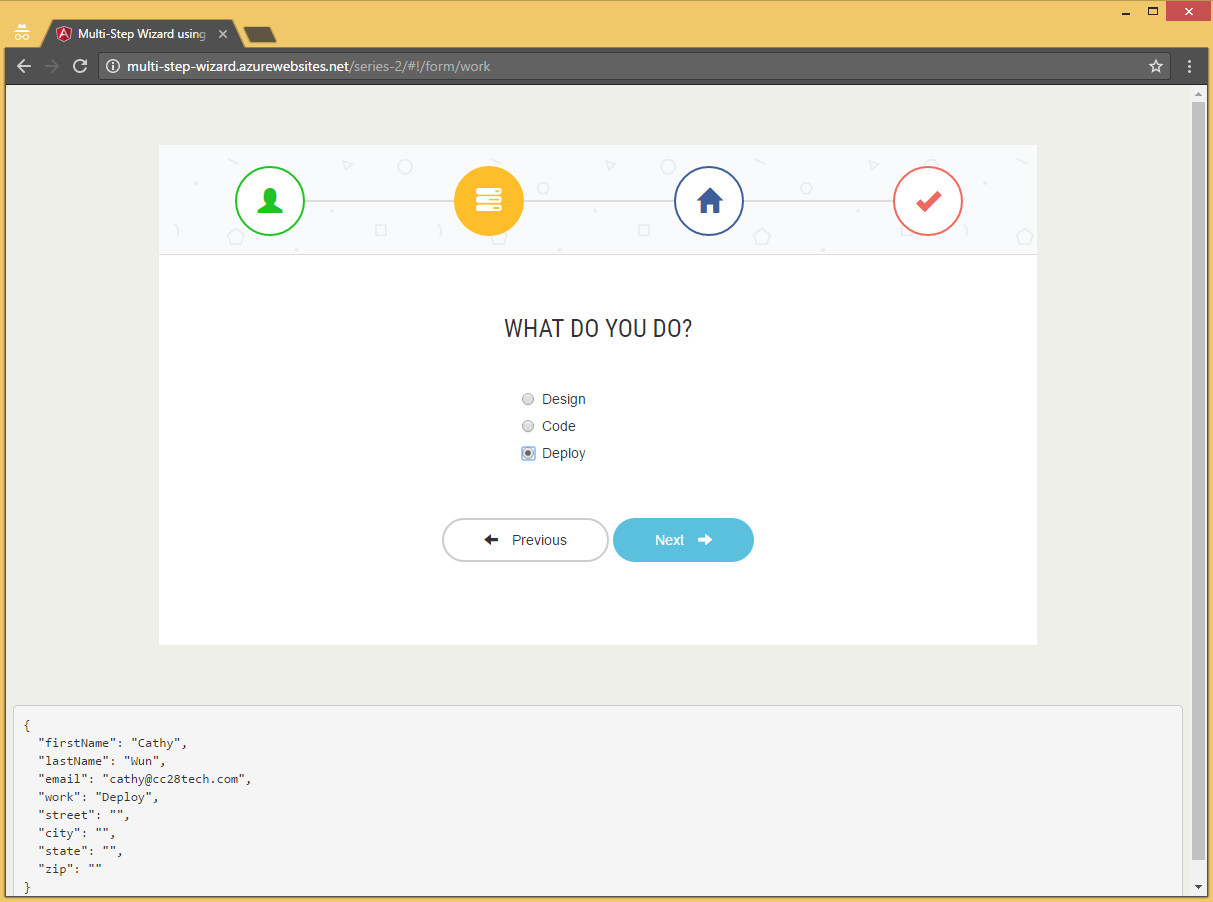 Multi-Step Wizard using
multi-step-wizard.azurewebsites.net/series-2/#!/form/work
WHAT DO YOU DO?
Design
Code
Deploy
Previous
Next
{
"firstName": "Cathy",
"lastName": "Wun",
"email": "cathy@cc28tech.com",
"work": "Deploy",
"street": "",
"city": "",
"state": "",
"zip": ""
}